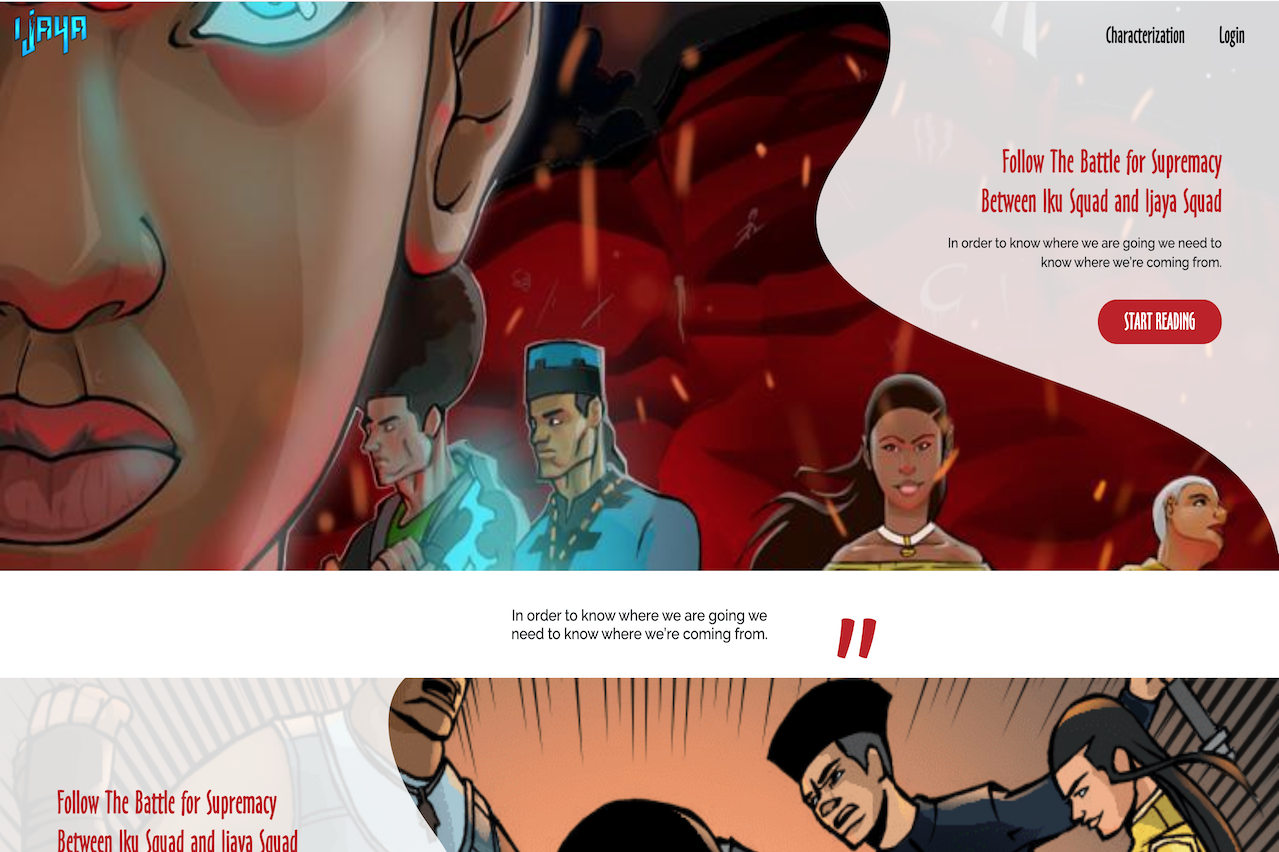 IJAYA
Characterization
Login
Follow The Battle for Supremacy
Between Iku Squad and Ijaya Squad
In order to know where we are going we need to
know where we're coming from.
START READING
In order to know where we are going we
need to know where we're coming from.
"
Follow The Battle for Supremacy
Between Iku Squad and Ijaya Squad